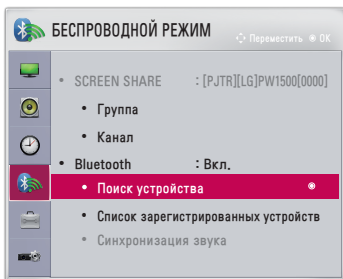 БЕСПРОВОДНОЙ РЕЖИМ
Переместить OK
• SCREEN SHARE : [PJTR][LG]PW1500[0000]
• Группа
• Канал
• Bluetooth : Вкл.
• Поиск устройства
• Список зарегистрированных устройств
• Синхронизация звука